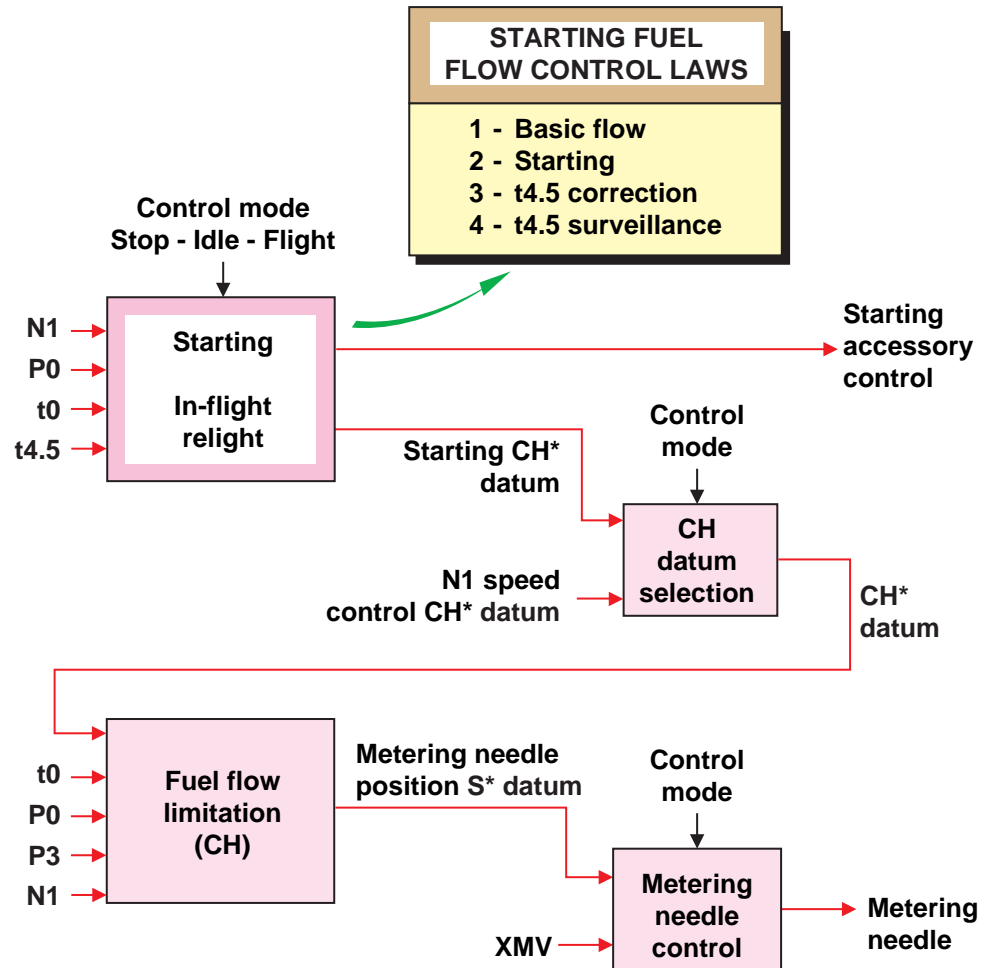 STARTING FUEL
FLOW CONTROL LAWS
1 - Basic flow
2 - Starting
3 - t4.5 correction
4 - t4.5 surveillance
Control mode
Stop - Idle - Flight
N1
P0
t0
t4.5
Starting
In-flight
relight
Starting
accessory
control
Starting CH*
datum
Control
mode
CH
datum
selection
N1 speed
control CH* datum
CH*
datum
t0
P0
P3
N1
Fuel flow
limitation
(CH)
Metering needle
position S* datum
Control
mode
XMV
Metering
needle
control
Metering
needle